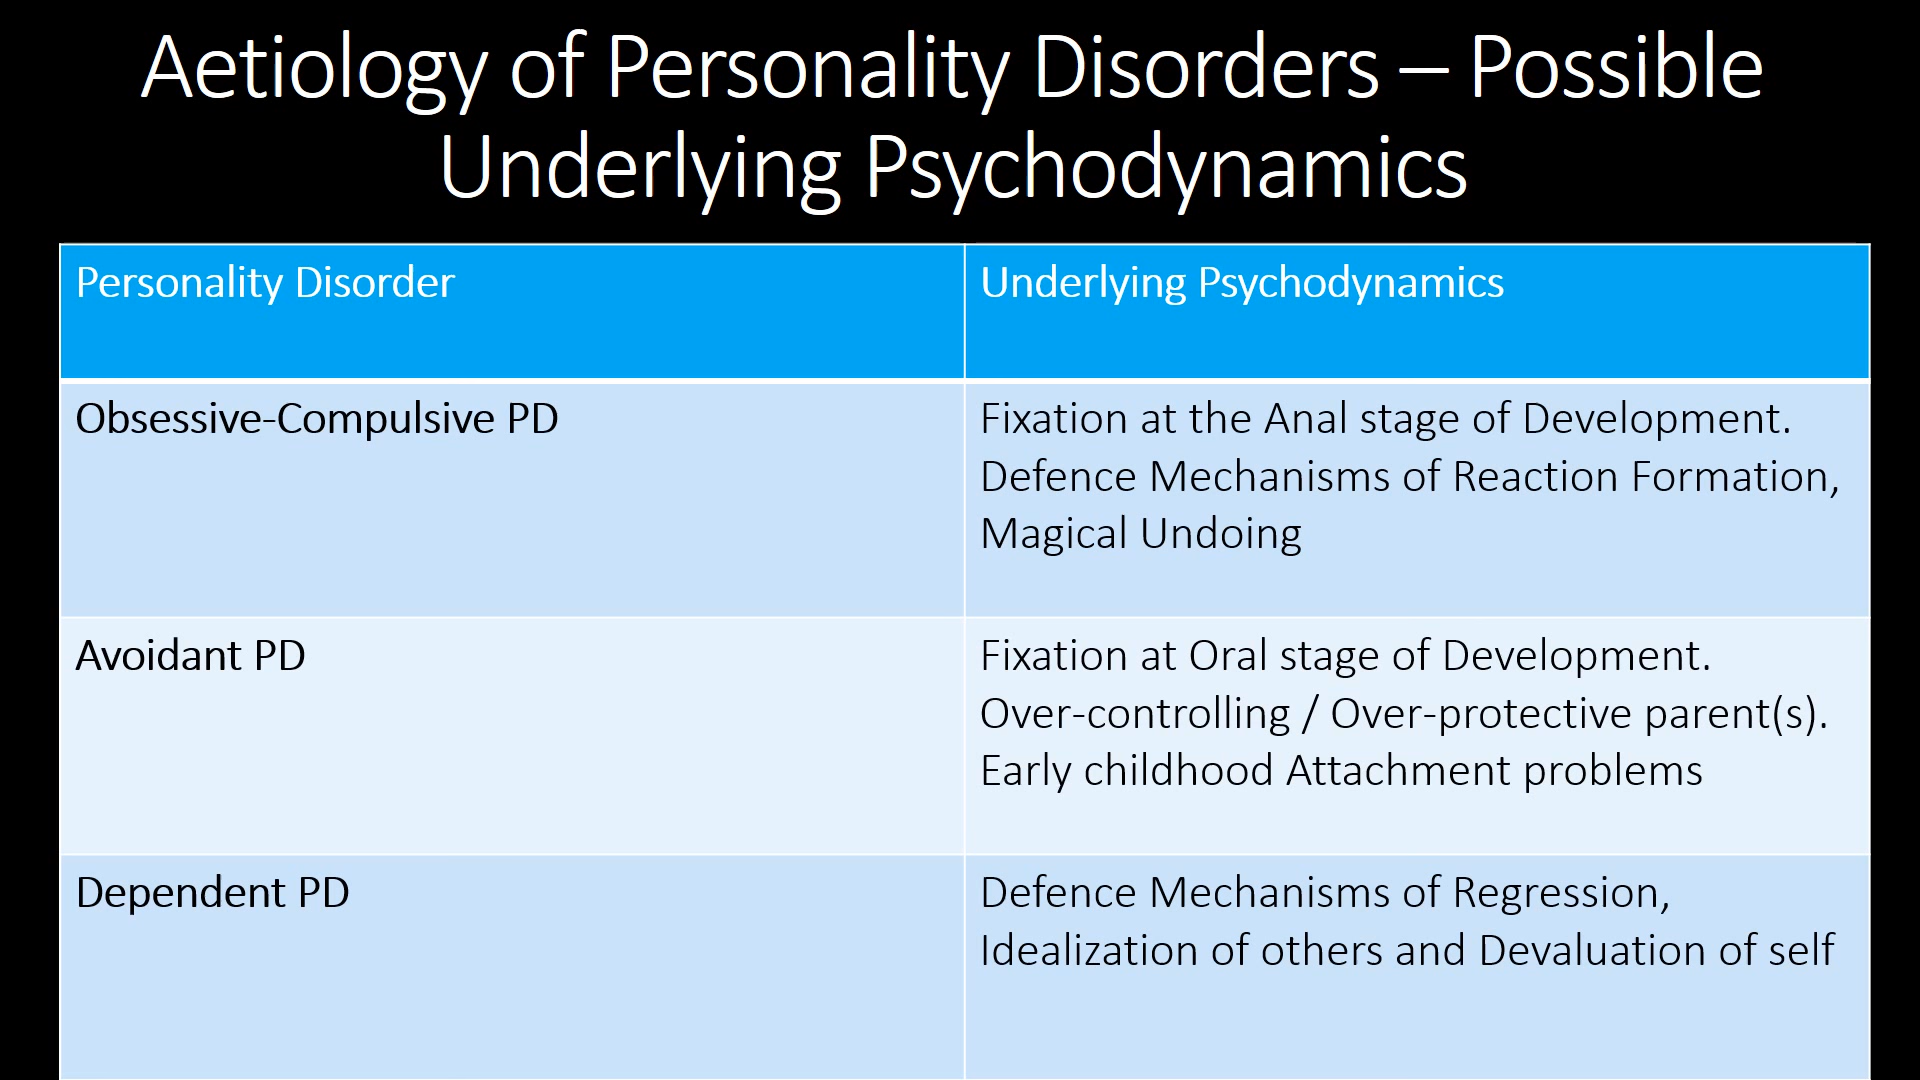 Aetiology of Personality Disorders – Possible
Underlying Psychodynamics
Personality Disorder
Underlying Psychodynamics
Obsessive-Compulsive PD
Fixation at the Anal stage of Development.
Defence Mechanisms of Reaction Formation,
Magical Undoing
Avoidant PD
Fixation at Oral stage of Development.
Over-controlling / Over-protective parent(s).
Early childhood Attachment problems
Dependent PD
Defence Mechanisms of Regression,
Idealization of others and Devaluation of self